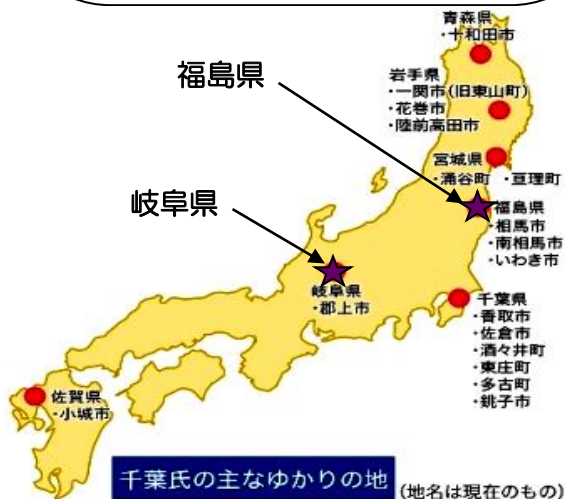 青森県
・十和田市
福島県
岩手県
・一関市(旧東山町)
・花巻市
・陸前高田市
宮城県
・涌谷町 ・亘理町
岐阜県
福島県
・相馬市
・南相馬市
・いわき市
岐阜県
・郡上市
千葉県
・香取市
・佐倉市
・酒々井町
・東庄町
・多古町
・銚子市
佐賀県
・小城市
千葉氏の主なゆかりの地 (地名は現在のもの)